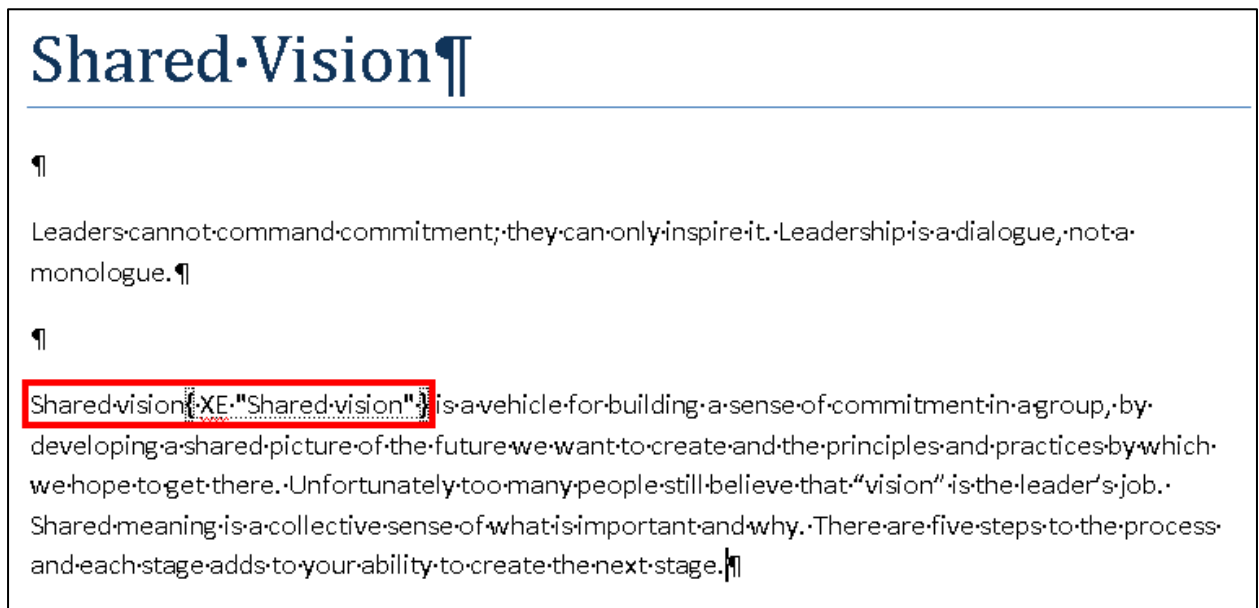 Shared·Vision¶
¶
Leaders·cannot·command·commitment;·they·can·only·inspire·it.·Leadership·is·a·dialogue,·not·a·
monologue.¶
¶
Shared·vision{·XE·"Shared·vision"·}·is·a·vehicle·for·building·a·sense·of·commitment·in·a·group,·by·
developing·a·shared·picture·of·the·future·we·want·to·create·and·the·principles·and·practices·by·which·
we·hope·to·get·there.·Unfortunately·too·many·people·still·believe·that·“vision”·is·the·leader’s·job.·
Shared·meaning·is·a·collective·sense·of·what·is·important·and·why.·There·are·five·steps·to·the·process·
and·each·stage·adds·to·your·ability·to·create·the·next·stage.¶